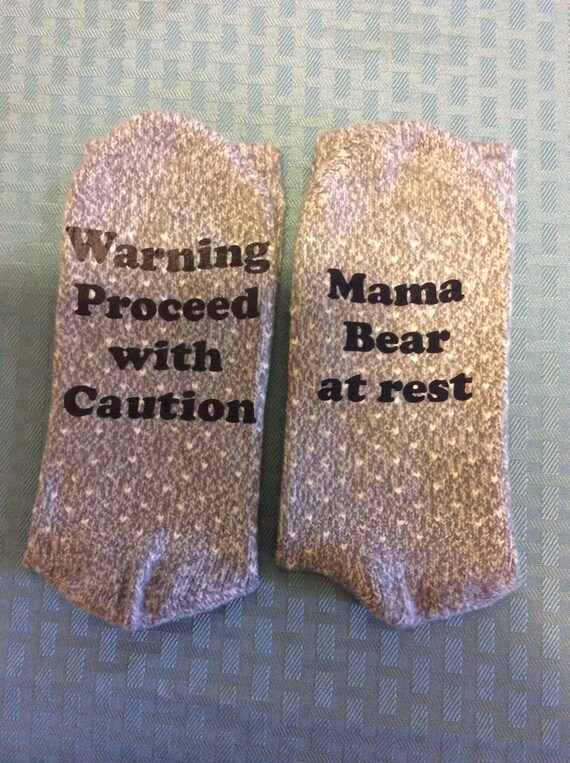 Warning
Proceed
with
Caution
Mama
Bear
at rest